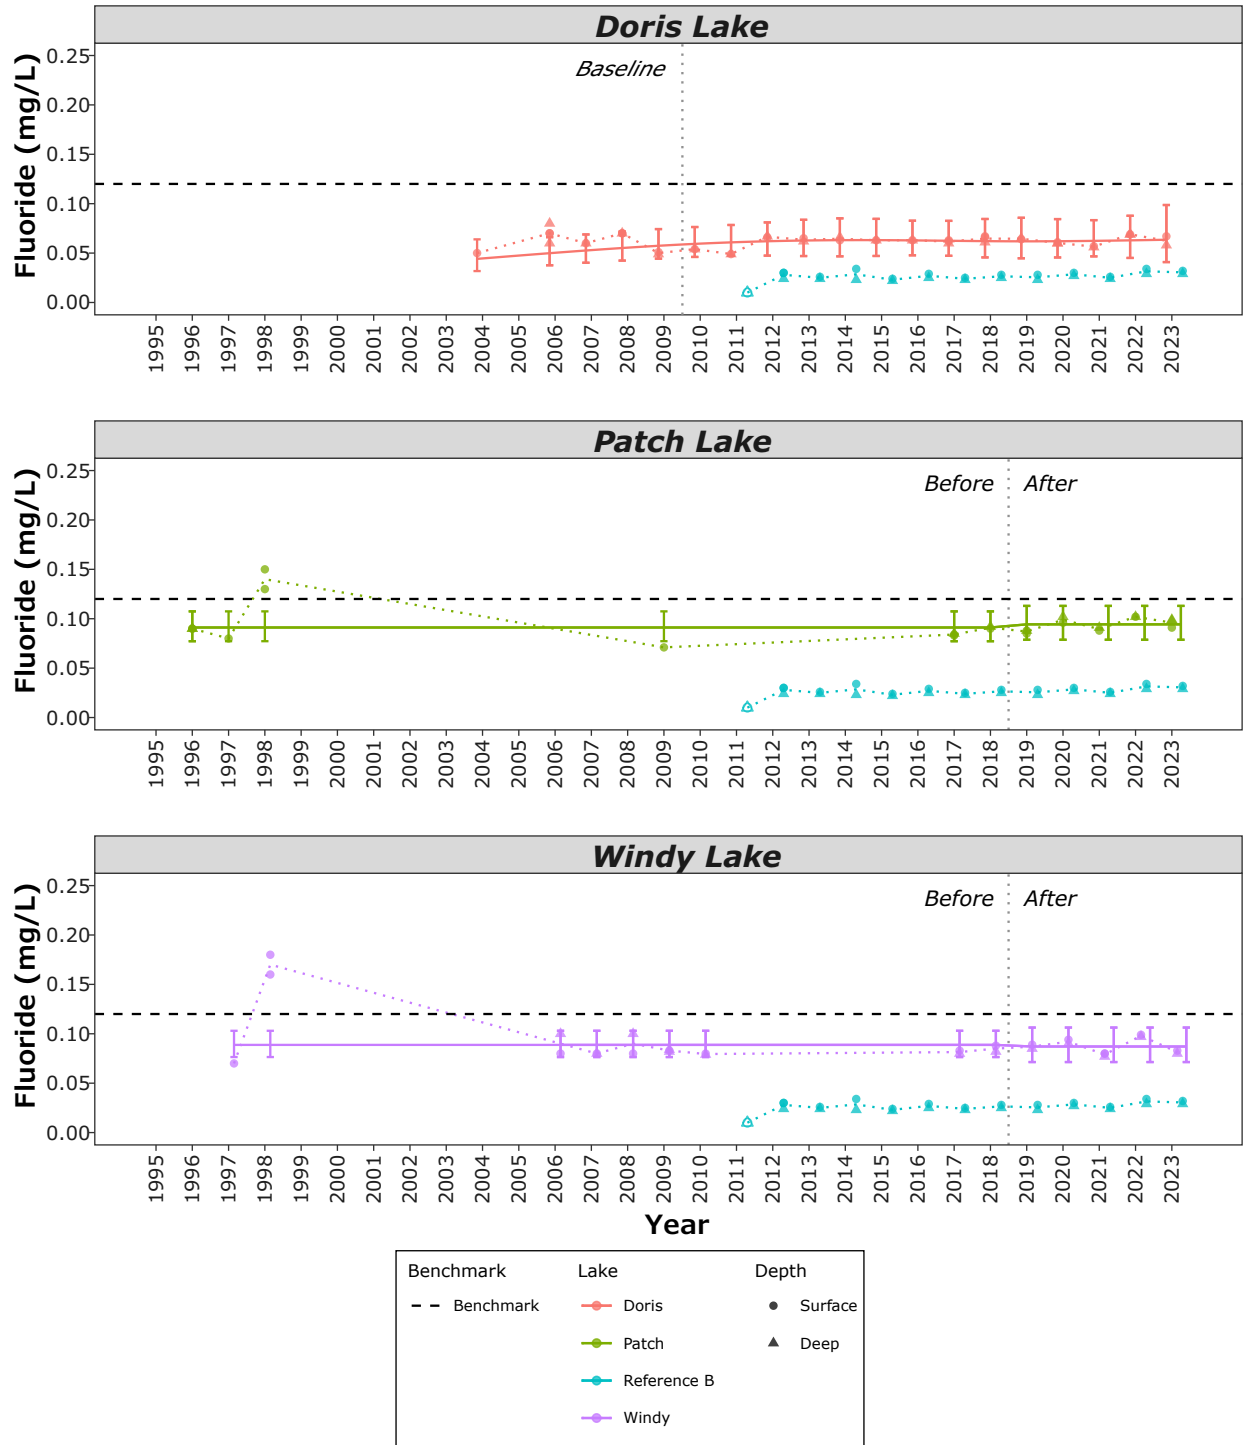 Doris Lake
Fluoride (mg/L)
0.25
0.20
0.15
0.10
0.05
0.00
Baseline
1995 1996 1997 1998 1999 2000 2001 2002 2003 2004 2005 2006 2007 2008 2009 2010 2011 2012 2013 2014 2015 2016 2017 2018 2019 2020 2021 2022 2023
Patch Lake
Fluoride (mg/L)
0.25
0.20
0.15
0.10
0.05
0.00
Before After
1995 1996 1997 1998 1999 2000 2001 2002 2003 2004 2005 2006 2007 2008 2009 2010 2011 2012 2013 2014 2015 2016 2017 2018 2019 2020 2021 2022 2023
Windy Lake
Fluoride (mg/L)
0.25
0.20
0.15
0.10
0.05
0.00
Before After
1995 1996 1997 1998 1999 2000 2001 2002 2003 2004 2005 2006 2007 2008 2009 2010 2011 2012 2013 2014 2015 2016 2017 2018 2019 2020 2021 2022 2023
Year
Benchmark
Benchmark
Lake
Doris
Patch
Reference B
Windy
Depth
Surface
Deep